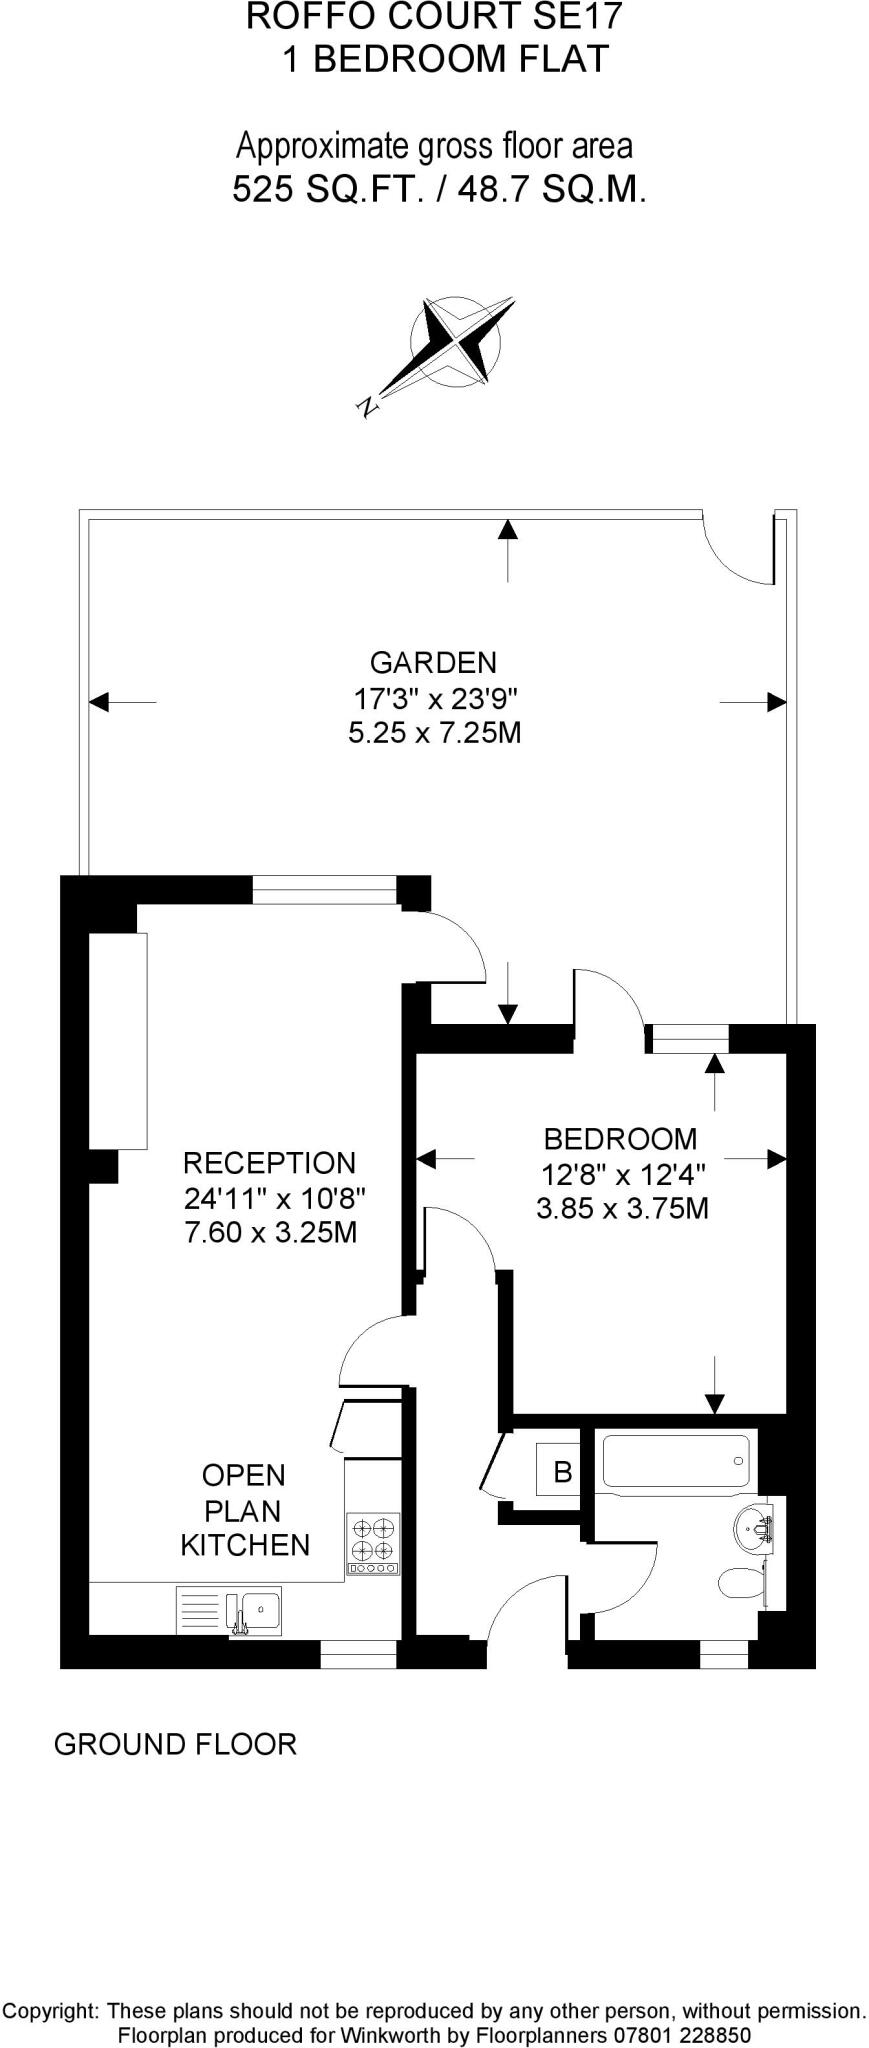 ROFFO COURT SE17
1 BEDROOM FLAT
Approximate gross floor area
525 SQ.FT. / 48.7 SQ.M.
N
GARDEN
17'3" x 23'9"
5.25 x 7.25M
BEDROOM
12'8" x 12'4"
3.85 x 3.75M
RECEPTION
24'11" x 10'8"
7.60 x 3.25M
OPEN
PLAN
KITCHEN
B
GROUND FLOOR
Copyright: These plans should not be reproduced by any other person, without permission.
Floorplan produced for Winkworth by Floorplanners 07801 228850